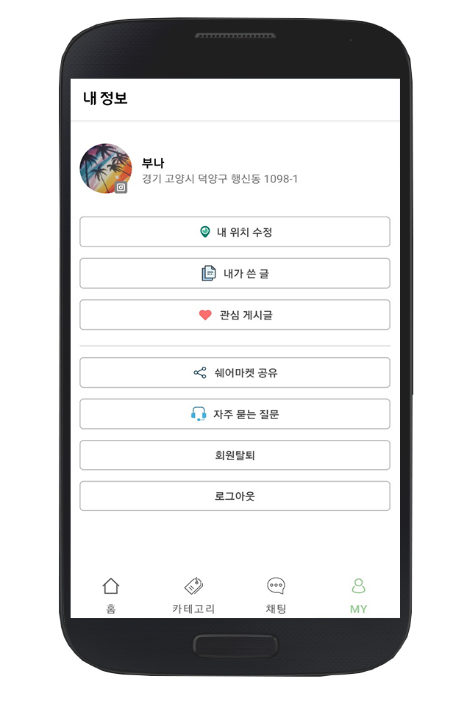 내 정보
부나
경기 고양시 덕양구 행신동 1098-1
내 위치 수정
내가 쓴 글
관심 게시글
쉐어마켓 공유
자주 묻는 질문
회원탈퇴
로그아웃
홈
카테고리
채팅
MY